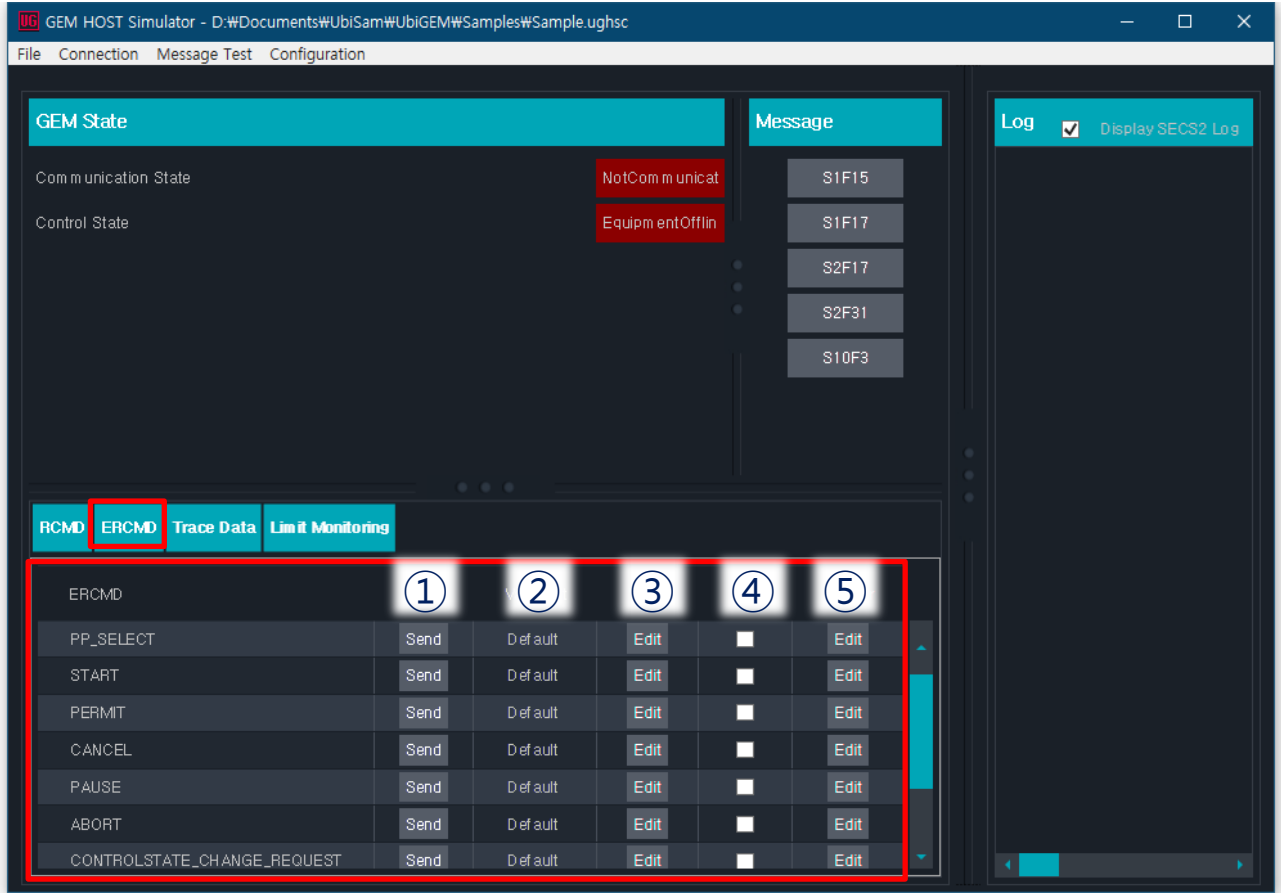 UG GEM HOST Simulator - D:₩Documents₩UbiSam₩UbiGEM₩Samples₩Sample.ughsc
File Connection Message Test Configuration
GEM State
Message
Log Display SECS2 Log
Communication State NotCommunicat S1F15
Control State EquipmentOfflin S1F17
S2F17
S2F31
S10F3
RCMD ERCMD Trace Data Limit Monitoring
ERCMD ① ② ③ ④ ⑤
PP_SELECT Send Default Edit Edit
START Send Default Edit Edit
PERMIT Send Default Edit Edit
CANCEL Send Default Edit Edit
PAUSE Send Default Edit Edit
ABORT Send Default Edit Edit
CONTROLSTATE_CHANGE_REQUEST Send Default Edit Edit